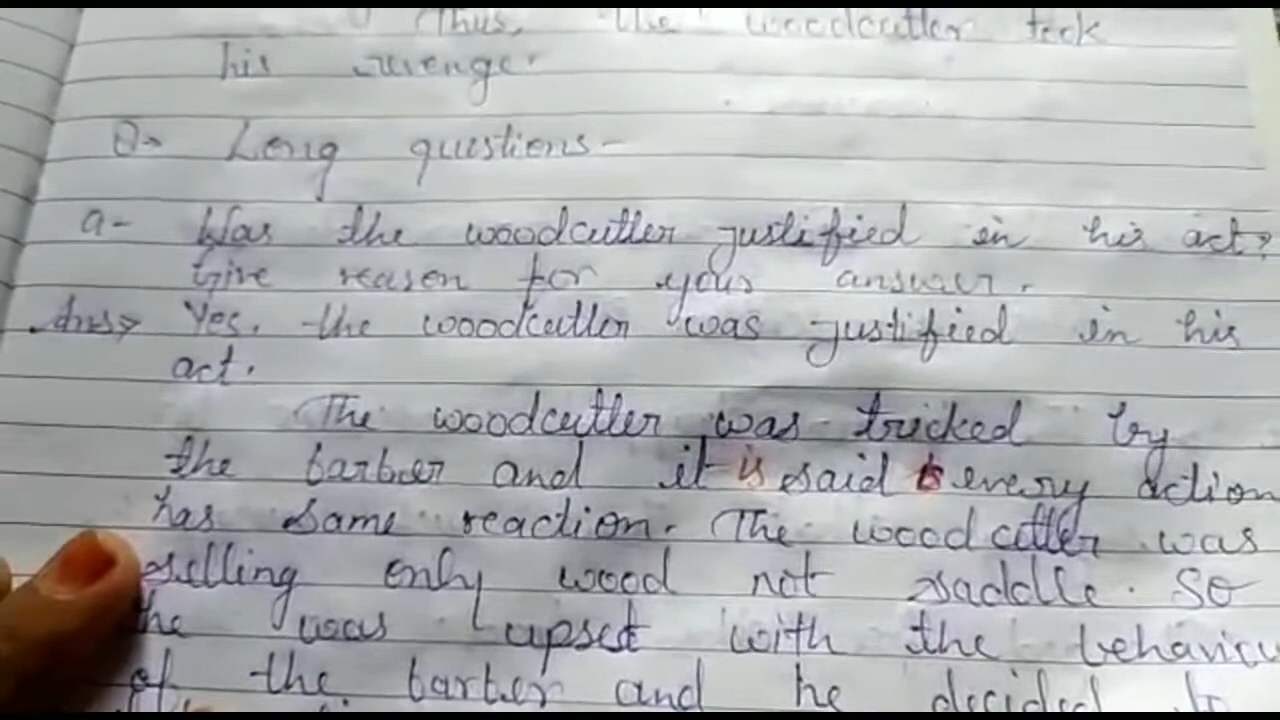 Thus, the woodcutter took
his revenge.
Q- Long questions-
a- Was the woodcutter justified in his act?
Give reason for your answer.
Ans> Yes, the woodcutter was justified in his
act.
The woodcutter was tricked by
the barber and it is said every action
has same reaction. The woodcutter was
selling only wood not saddle. So
he was upset with the behaviou
of the barber and he decided to